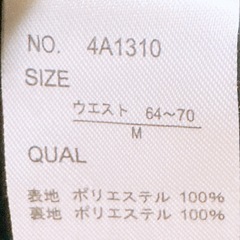 NO. 4A1310
SIZE
ウエスト 64～70
M
QUAL
表地 ポリエステル 100%
裏地 ポリエステル 100%